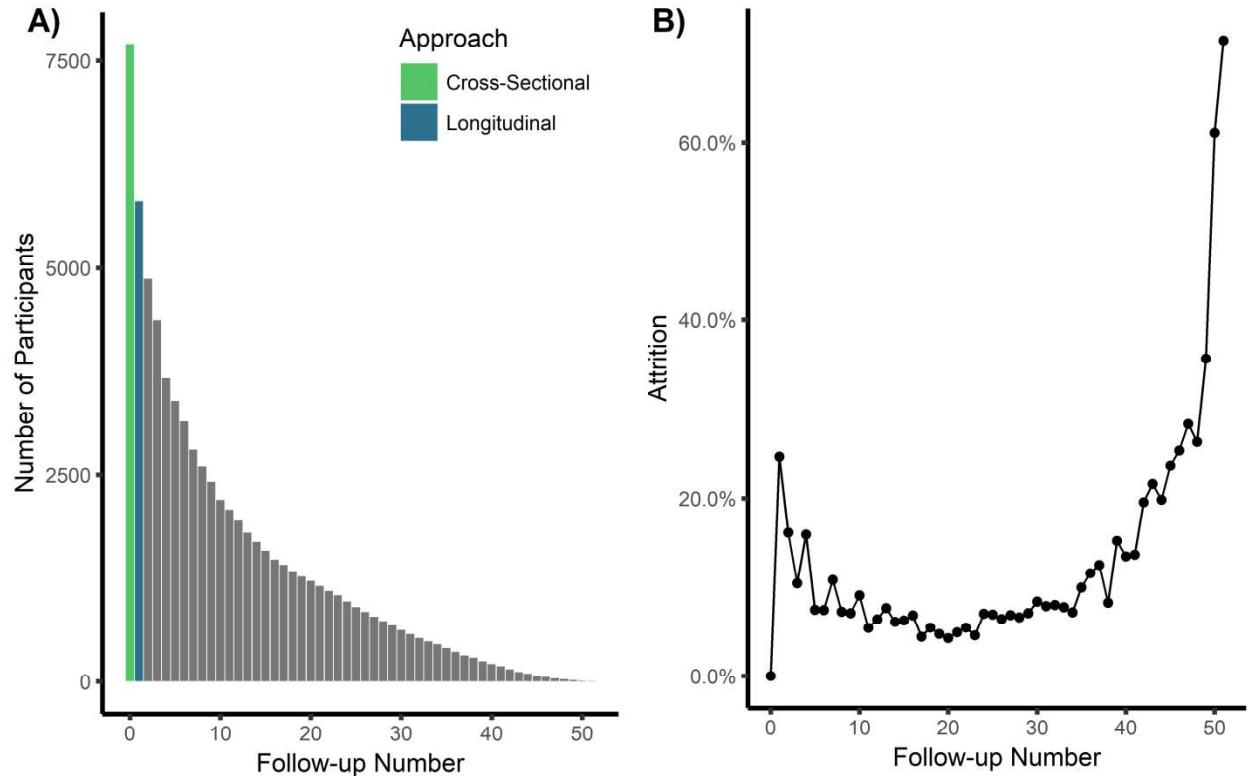 A)
Number of Participants
7500
5000
2500
0
0 10 20 30 40 50
Follow-up Number
Approach
Cross-Sectional
Longitudinal
B)
Attrition
60.0%
40.0%
20.0%
0.0%
0 10 20 30 40 50
Follow-up Number